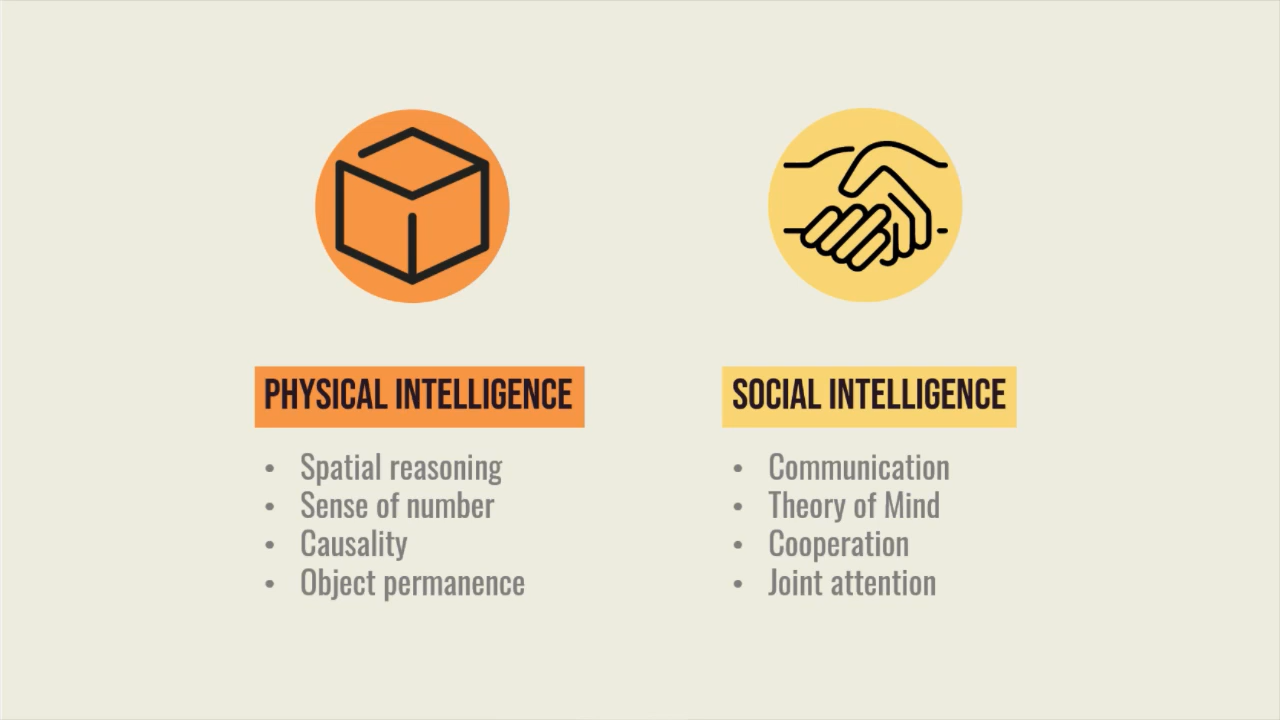 PHYSICAL INTELLIGENCE
• Spatial reasoning
• Sense of number
• Causality
• Object permanence
SOCIAL INTELLIGENCE
• Communication
• Theory of Mind
• Cooperation
• Joint attention